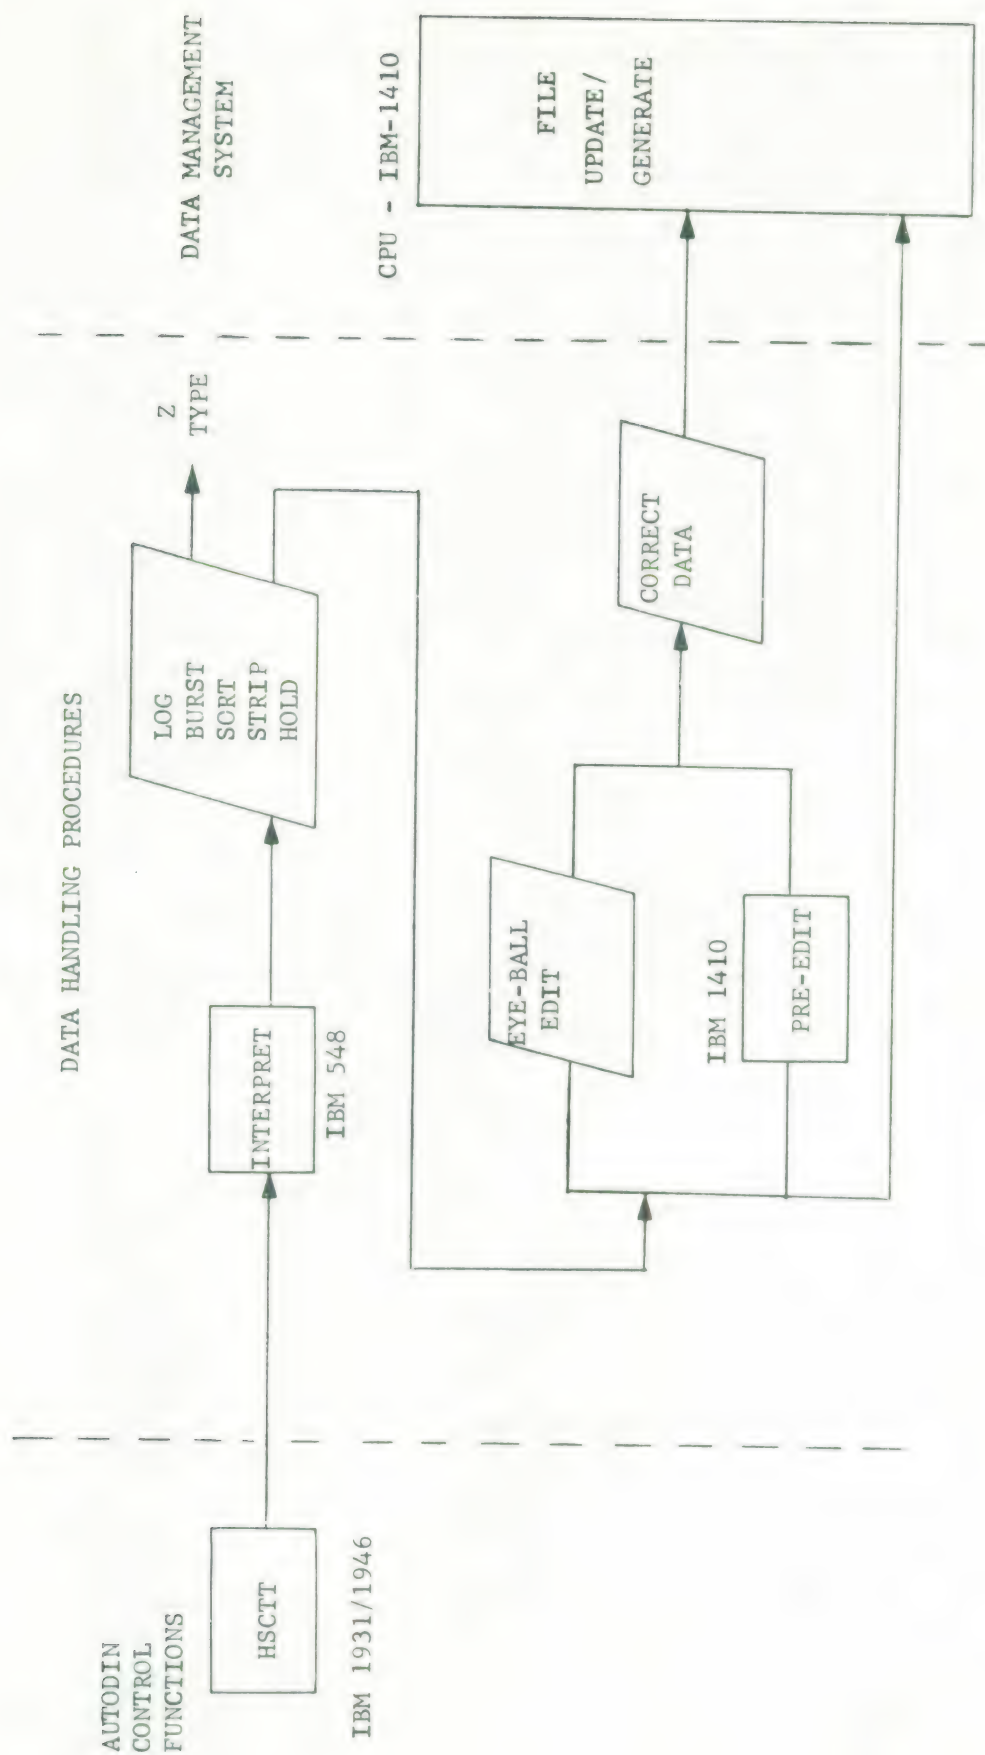 AUTODIN
CONTROL
FUNCTIONS
HSCTT
IBM 1931/1946
DATA HANDLING PROCEDURES
INTERPRET
IBM 548
LOG
BURST
SORT
STRIP
HOLD
Z
TYPE
EYE-BALL
EDIT
IBM 1410
PRE-EDIT
CORRECT
DATA
DATA MANAGEMENT
SYSTEM
CPU - IBM-1410
FILE
UPDATE/
GENERATE